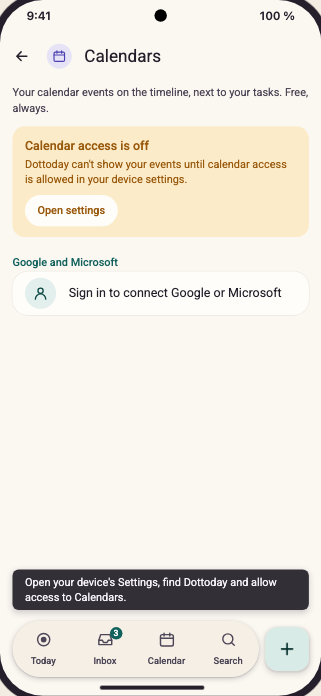 9:41
100 %
Calendars
Your calendar events on the timeline, next to your tasks. Free,
always.
Calendar access is off
Dottoday can't show your events until calendar access
is allowed in your device settings.
Open settings
Google and Microsoft
Sign in to connect Google or Microsoft
Open your device's Settings, find Dottoday and allow
access to Calendars.
3
Today
Inbox
Calendar
Search